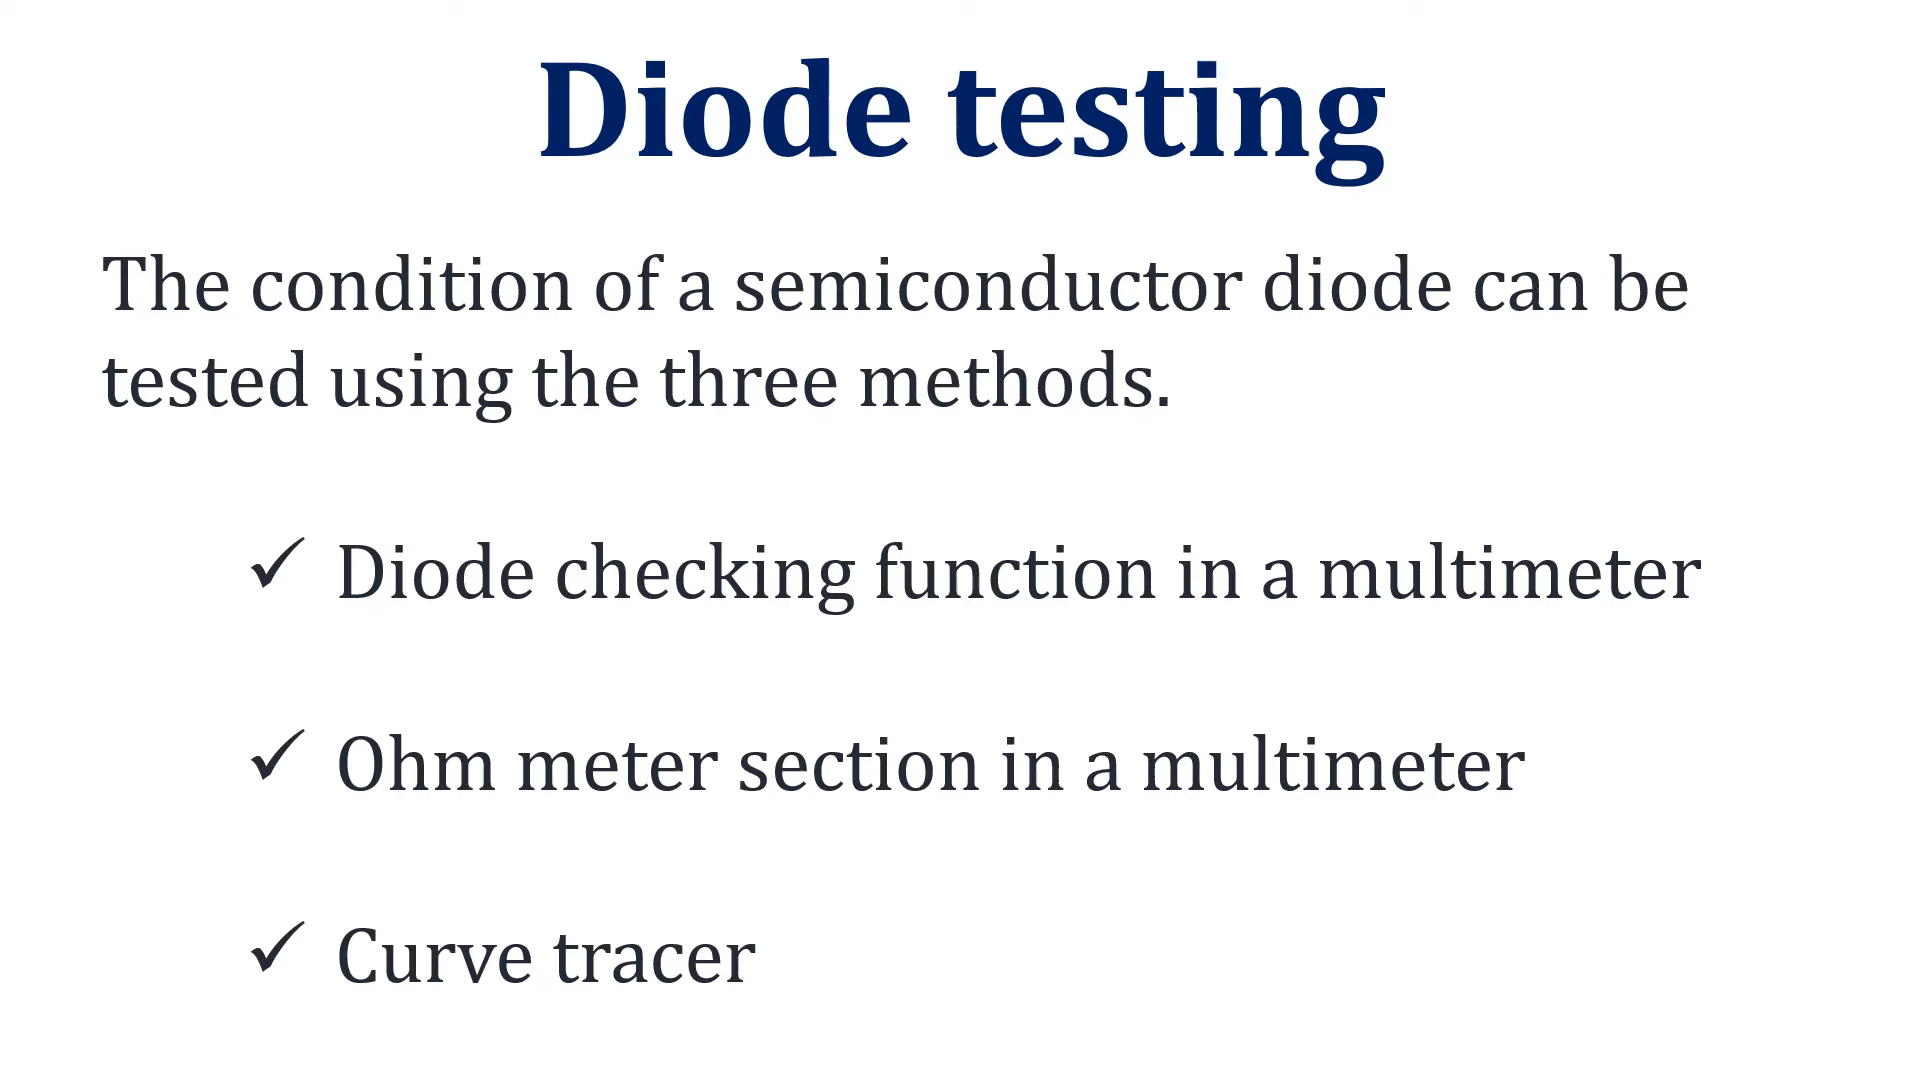 Diode testing
The condition of a semiconductor diode can be
tested using the three methods.
✓ Diode checking function in a multimeter
✓ Ohm meter section in a multimeter
✓ Curve tracer